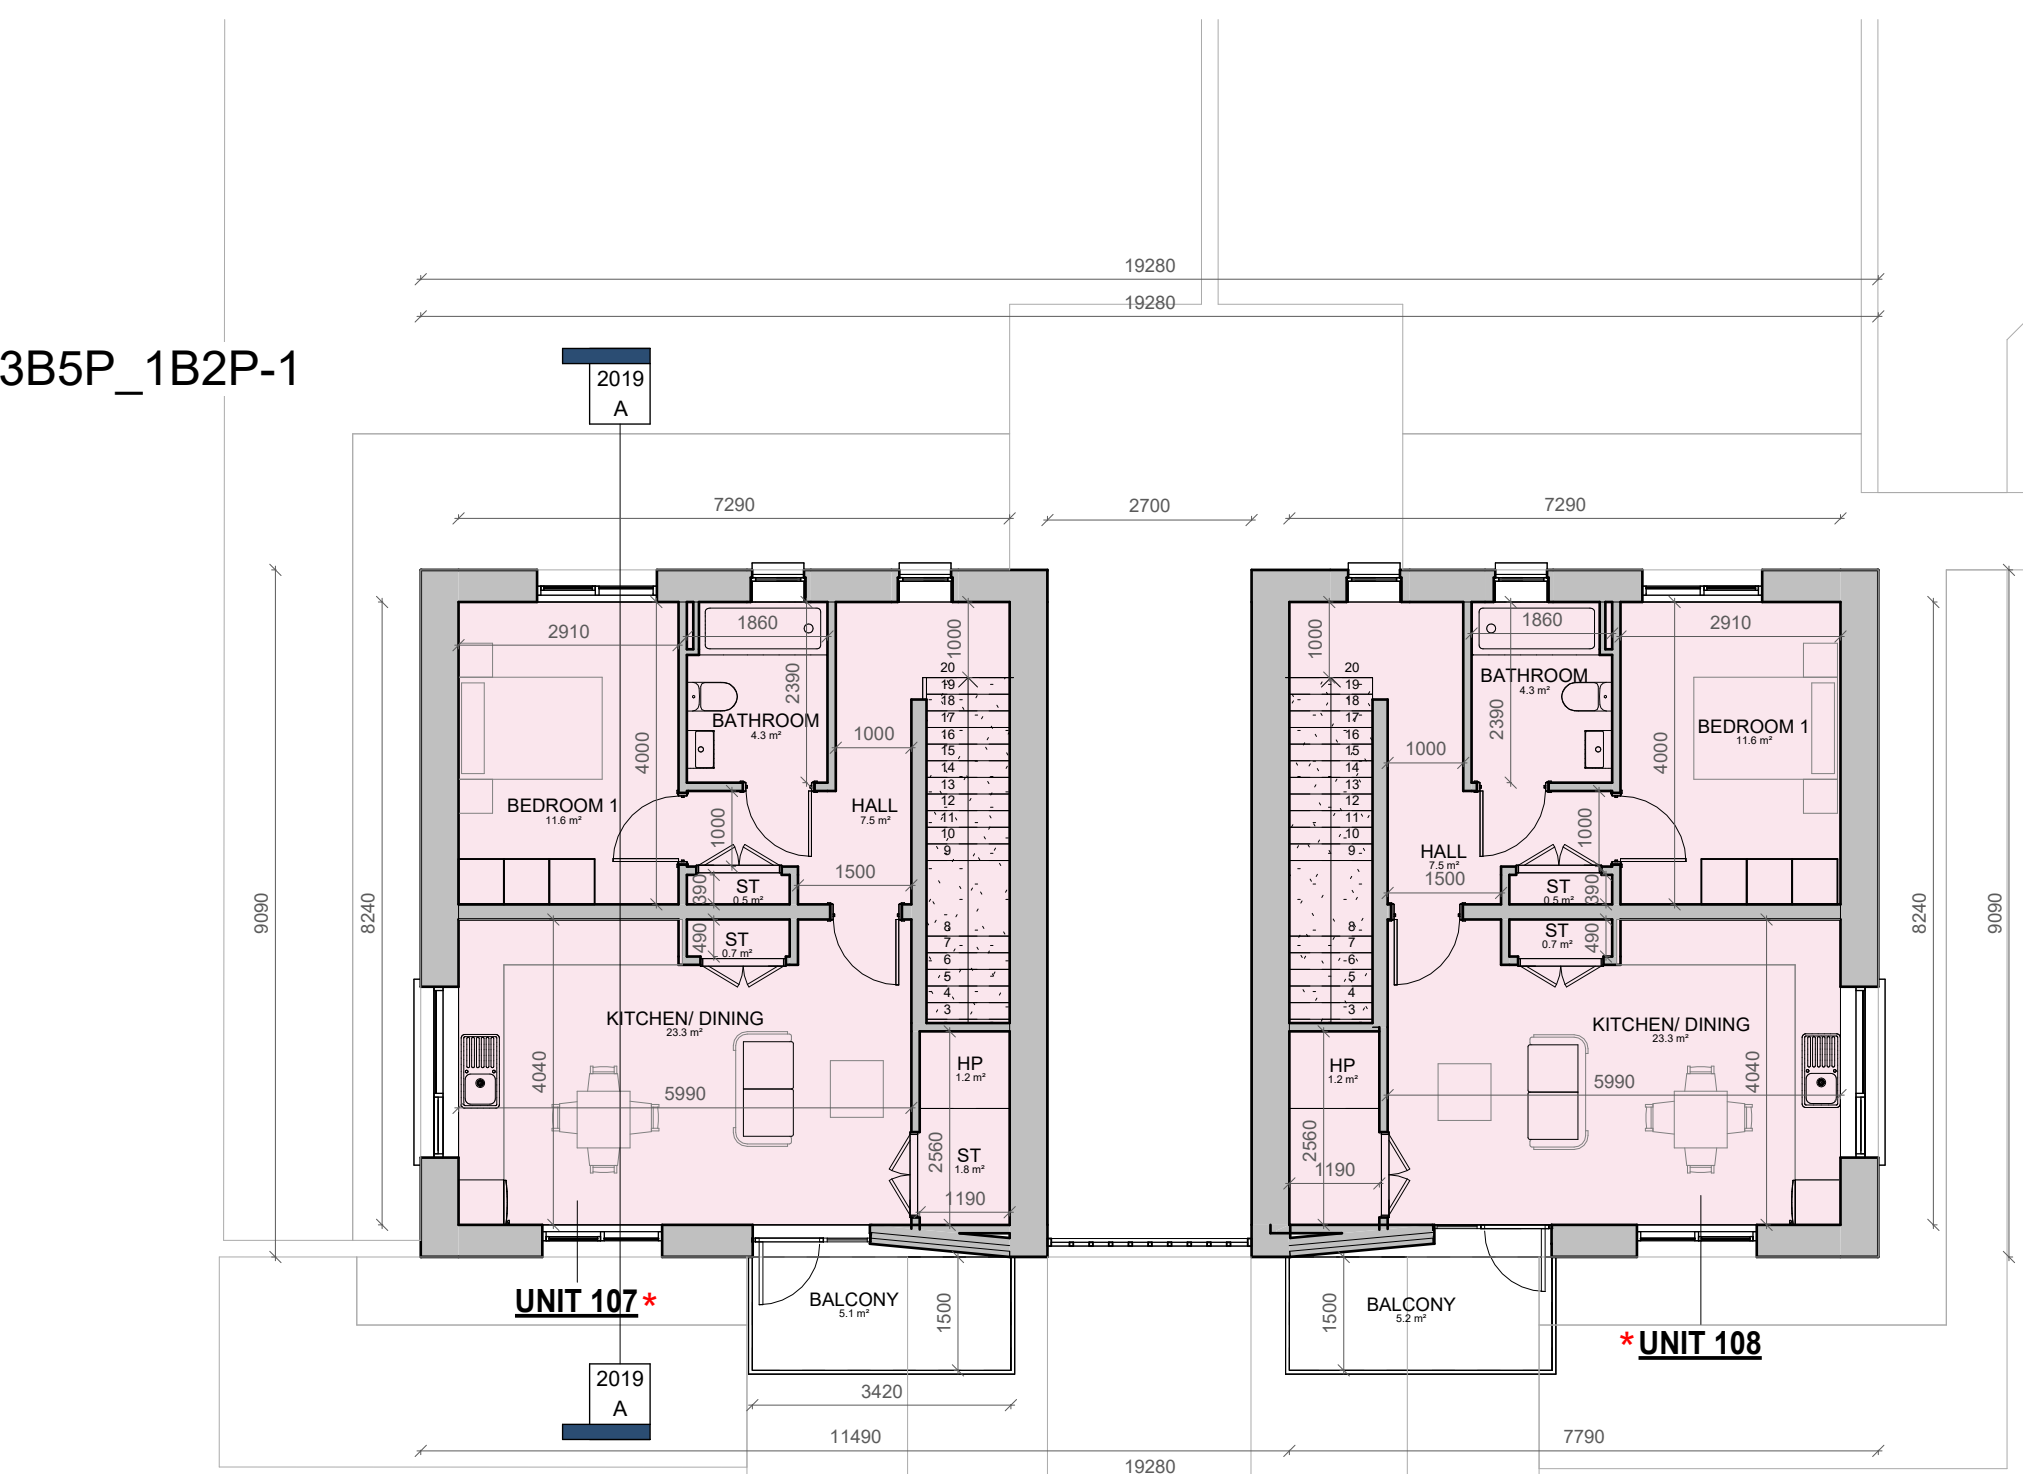 19280
19280
3B5P_1B2P-1
2019
A
7290
2700
7290
2910
1860
1000
2390
4000
BATHROOM
4.3 m²
1000
BEDROOM 1
11.6 m²
HALL
7.5 m²
1000
1500
ST
0.5 m²
390
490
ST
0.7 m²
20
19
18
17
16
15
14
13
12
11
10
9
8
7
6
5
4
3
9090
8240
KITCHEN/ DINING
23.3 m²
4040
5990
HP
1.2 m²
2560
ST
1.8 m²
1190
UNIT 107 *
BALCONY
5.1 m²
1500
2019
A
3420
1000
1860
2910
20
19
18
17
16
15
14
13
12
11
10
9
8
7
6
5
4
3
BATHROOM
4.3 m²
2390
1000
BEDROOM 1
11.6 m²
4000
1000
HALL
7.5 m²
1500
ST
0.5 m²
390
490
ST
0.7 m²
8240
9090
KITCHEN/ DINING
23.3 m²
4040
5990
HP
1.2 m²
2560
1190
BALCONY
5.2 m²
1500
* UNIT 108
11490
7790
19280